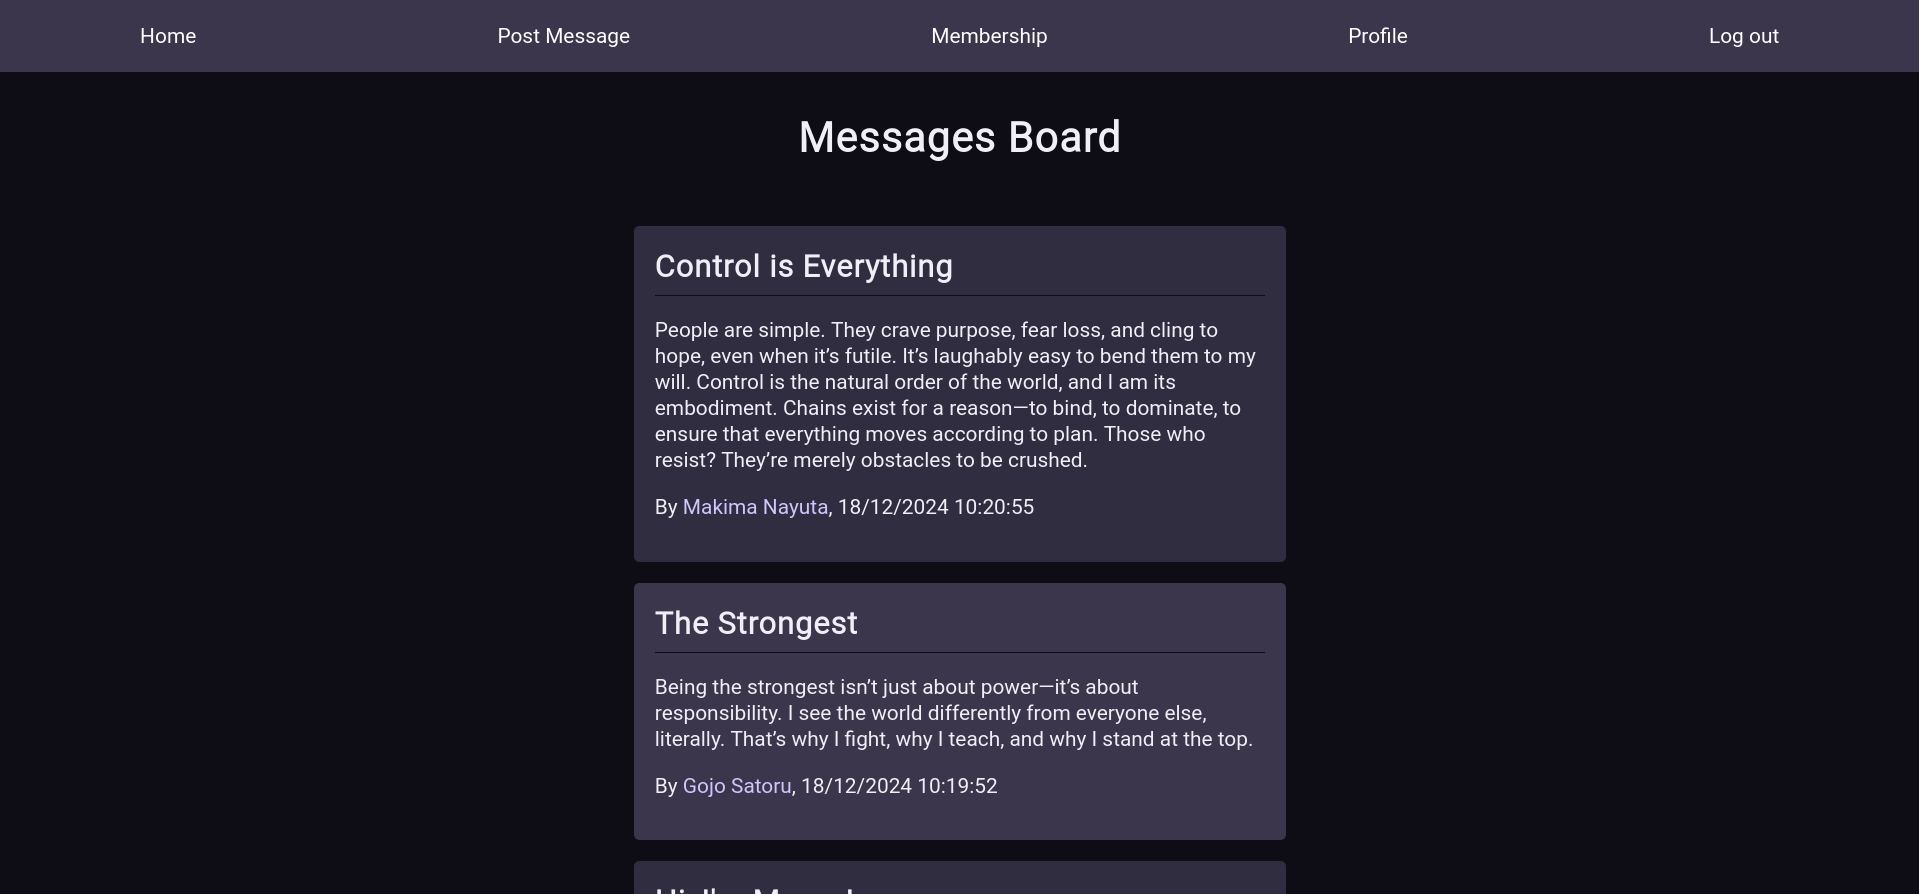 Home
Post Message
Membership
Profile
Log out
Messages Board
Control is Everything
People are simple. They crave purpose, fear loss, and cling to
hope, even when it’s futile. It’s laughably easy to bend them to my
will. Control is the natural order of the world, and I am its
embodiment. Chains exist for a reason—to bind, to dominate, to
ensure that everything moves according to plan. Those who
resist? They’re merely obstacles to be crushed.
By Makima Nayuta, 18/12/2024 10:20:55
The Strongest
Being the strongest isn’t just about power—it’s about
responsibility. I see the world differently from everyone else,
literally. That’s why I fight, why I teach, and why I stand at the top.
By Gojo Satoru, 18/12/2024 10:19:52